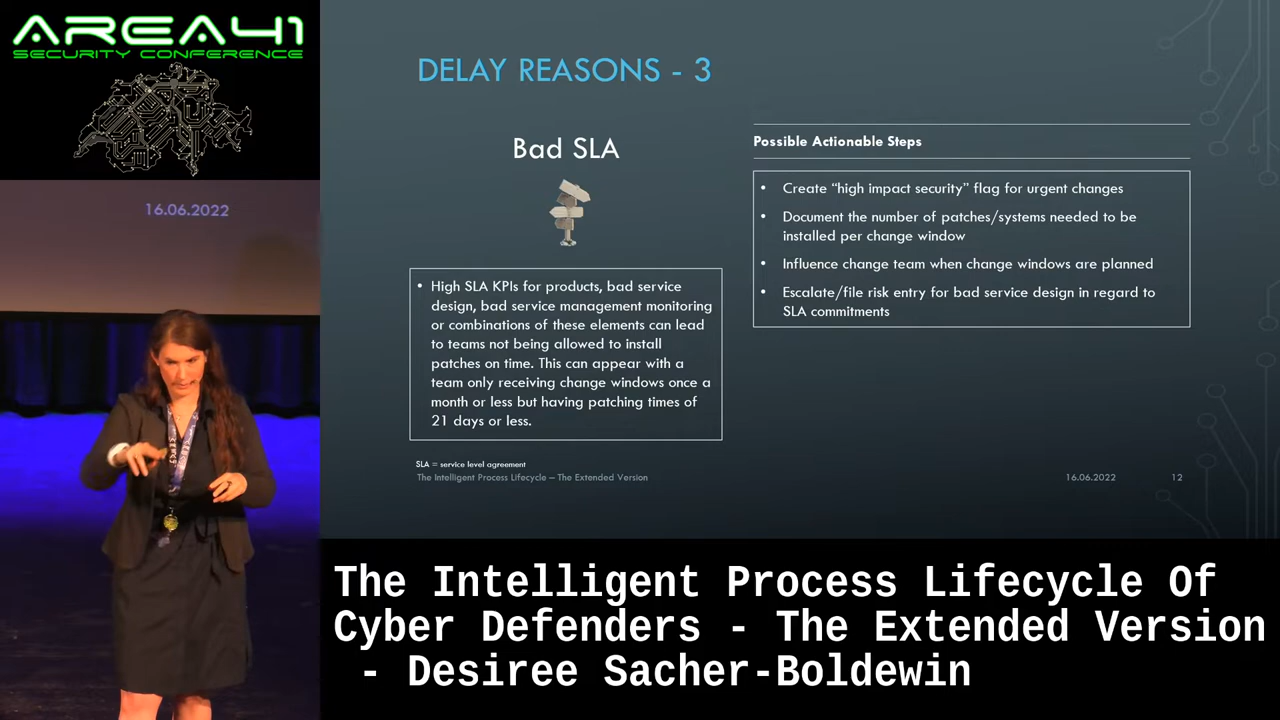 AREA41
SECURITY CONFERENCE
16.06.2022
DELAY REASONS - 3
Bad SLA
• High SLA KPIs for products, bad service
design, bad service management monitoring
or combinations of these elements can lead
to teams not being allowed to install
patches on time. This can appear with a
team only receiving change windows once a
month or less but having patching times of
21 days or less.
Possible Actionable Steps
• Create “high impact security” flag for urgent changes
• Document the number of patches/systems needed to be
installed per change window
• Influence change team when change windows are planned
• Escalate/file risk entry for bad service design in regard to
SLA commitments
SLA = service level agreement
The Intelligent Process Lifecycle – The Extended Version
16.06.2022
12
The Intelligent Process Lifecycle Of
Cyber Defenders - The Extended Version
- Desiree Sacher-Boldewin